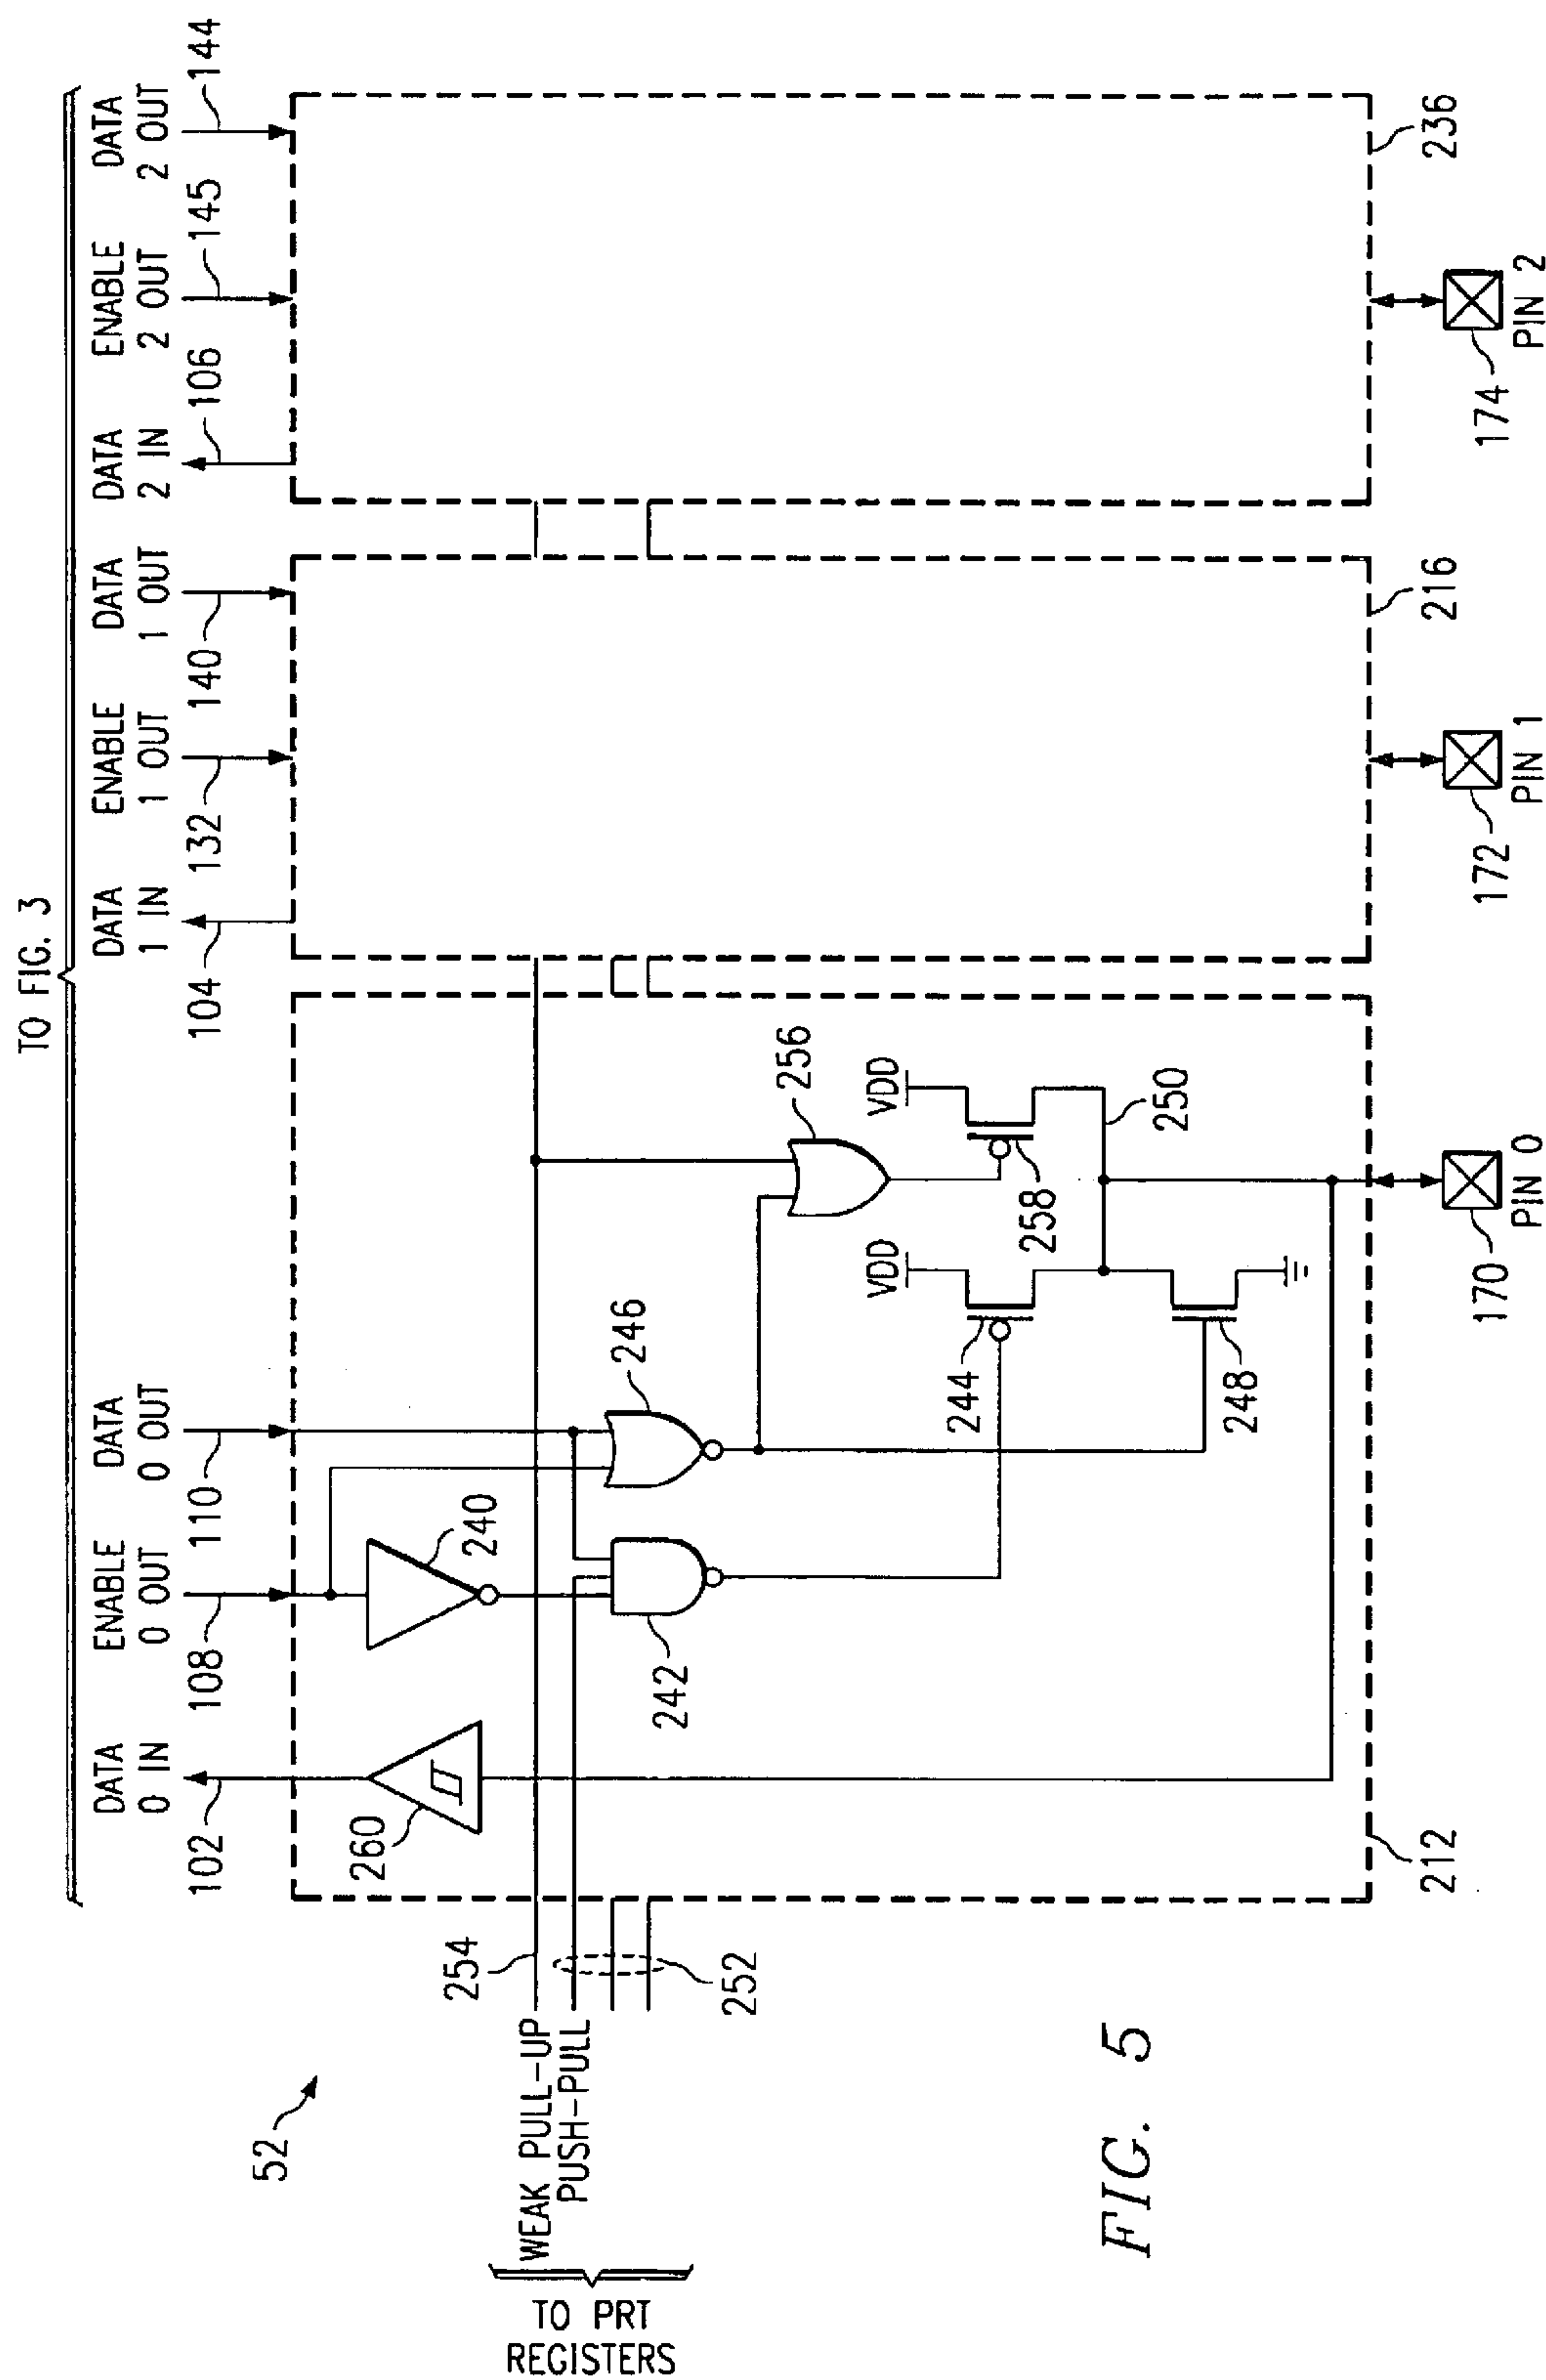 TO FIG. 3
DATA 0 IN
ENABLE 0 OUT
DATA 0 OUT
DATA 1 IN
ENABLE 1 OUT
DATA 1 OUT
DATA 2 IN
ENABLE 2 OUT
DATA 2 OUT
102
108
110
104
132
140
106
145
144
52
260
240
254
WEAK PULL-UP
PUSH-PULL
TO PRT
REGISTERS
252
242
246
256
VDD
VDD
244
258
250
248
212
216
236
170
PIN 0
172
PIN 1
174
PIN 2
FIG. 5